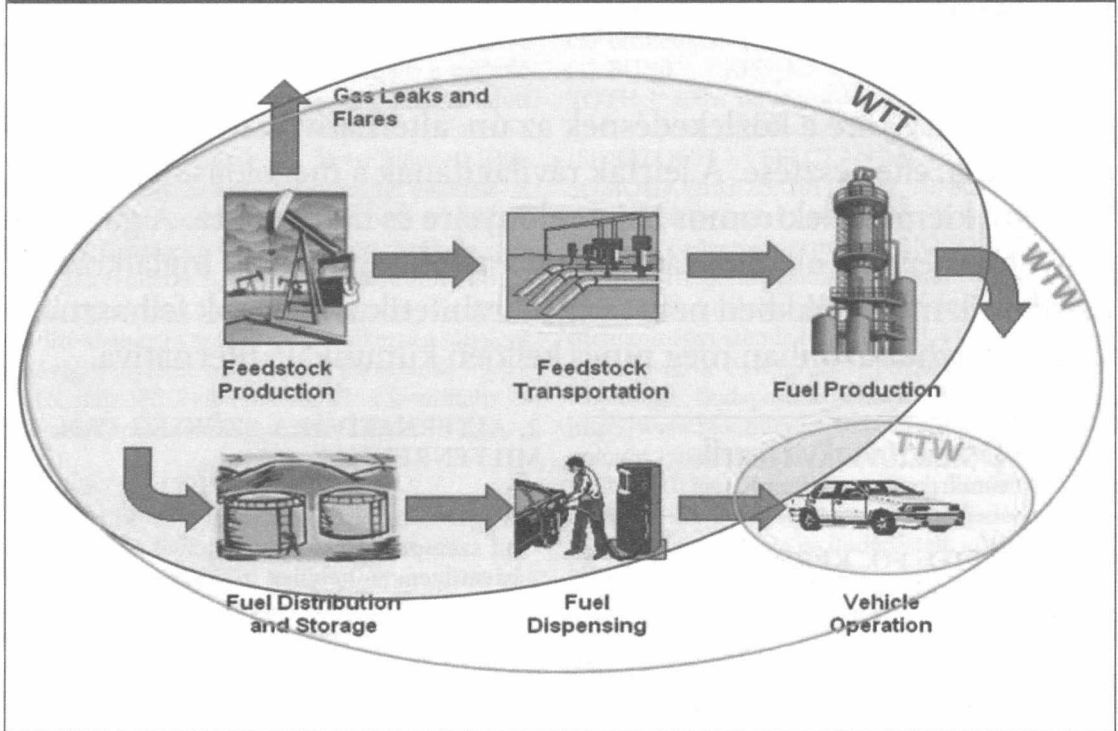 Gas Leaks and
Flares
WTT
WTW
Feedstock
Production
Feedstock
Transportation
Fuel Production
TTW
Fuel Distribution
and Storage
Fuel
Dispensing
Vehicle
Operation